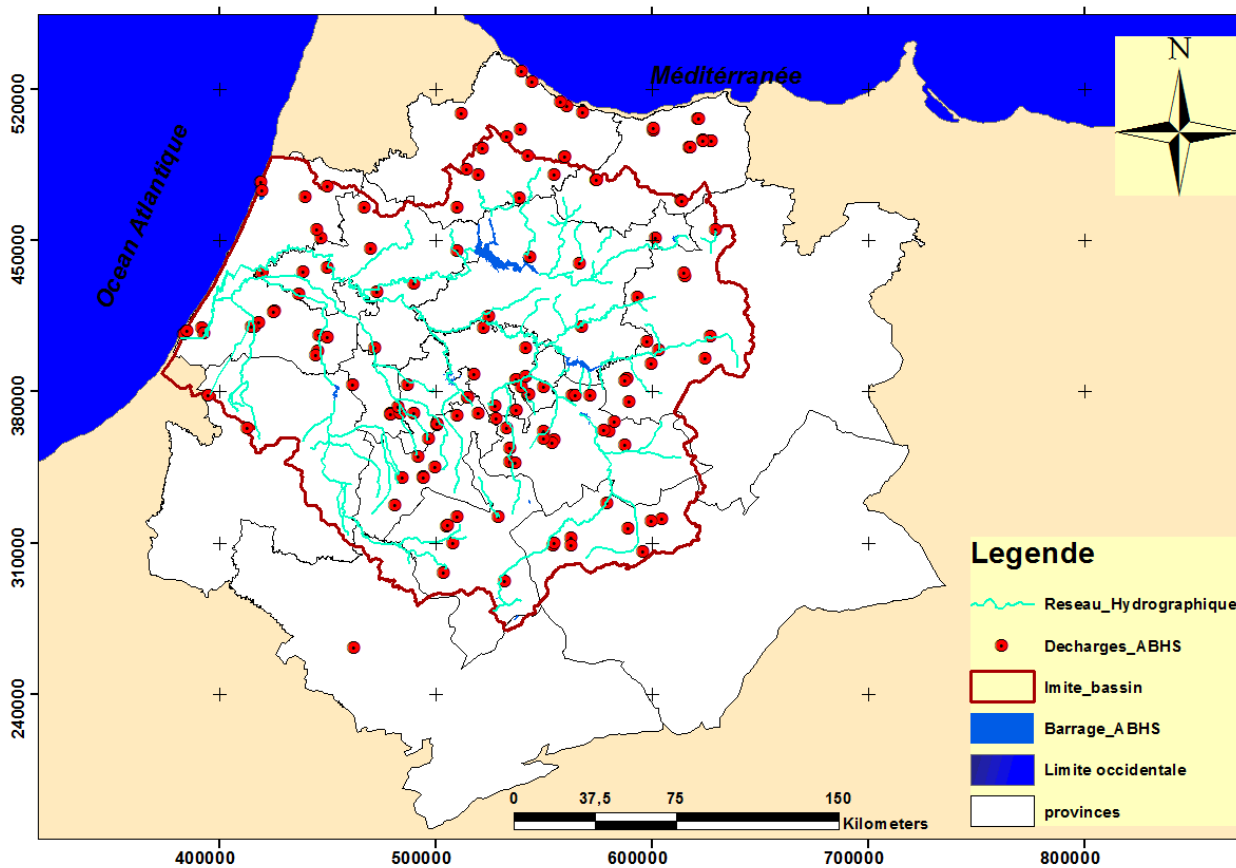 Méditérranée
Ocean Atlantique
N
520000
450000
380000
310000
240000
Legende
Reseau_Hydrographique
Decharges_ABHS
lmite_bassin
Barrage_ABHS
Limite occidentale
provinces
0 37,5 75 150
Kilometers
400000 500000 600000 700000 800000